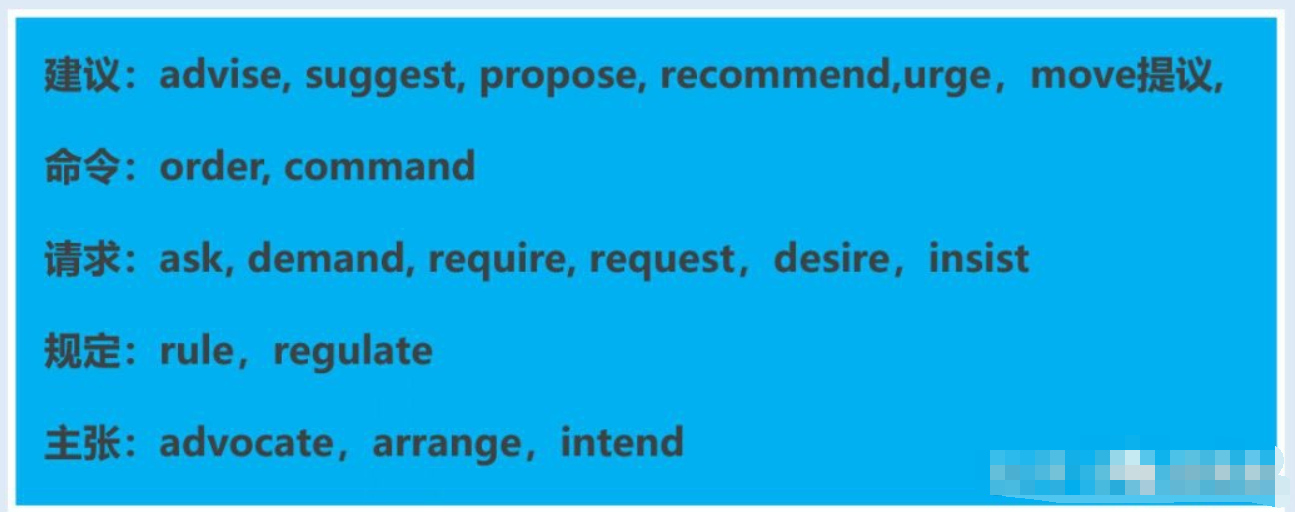 建议：advise, suggest, propose, recommend,urge，move提议,
命令：order, command
请求：ask, demand, require, request，desire，insist
规定：rule，regulate
主张：advocate，arrange，intend